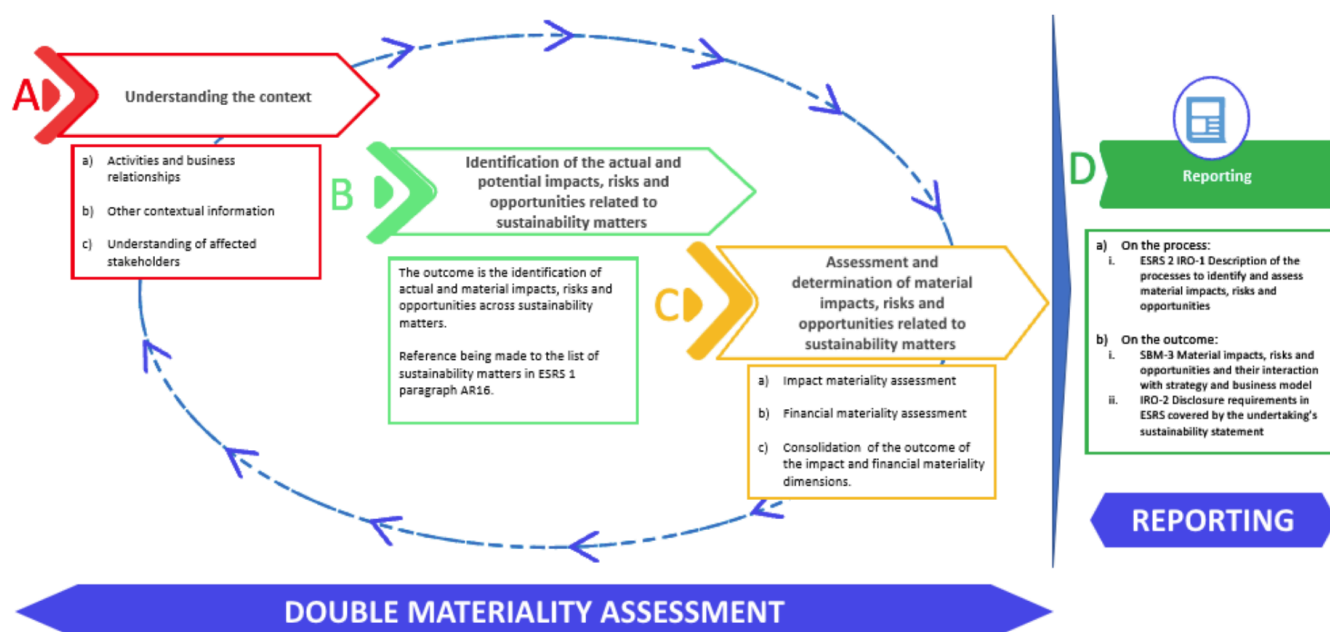 A
Understanding the context
a) Activities and business
relationships
b) Other contextual information
c) Understanding of affected
stakeholders
B
Identification of the actual and
potential impacts, risks and
opportunities related to
sustainability matters
The outcome is the identification of
actual and material impacts, risks and
opportunities across sustainability
matters.
Reference being made to the list of
sustainability matters in ESRS 1
paragraph AR16.
C
Assessment and
determination of material
impacts, risks and
opportunities related to
sustainability matters
a) Impact materiality assessment
b) Financial materiality assessment
c) Consolidation of the outcome of
the impact and financial materiality
dimensions.
D
Reporting
a) On the process:
i. ESRS 2 IRO-1 Description of the
processes to identify and assess
material impacts, risks and
opportunities
b) On the outcome:
i. SBM-3 Material impacts, risks and
opportunities and their interaction
with strategy and business model
ii. IRO-2 Disclosure requirements in
ESRS covered by the undertaking's
sustainability statement
REPORTING
DOUBLE MATERIALITY ASSESSMENT